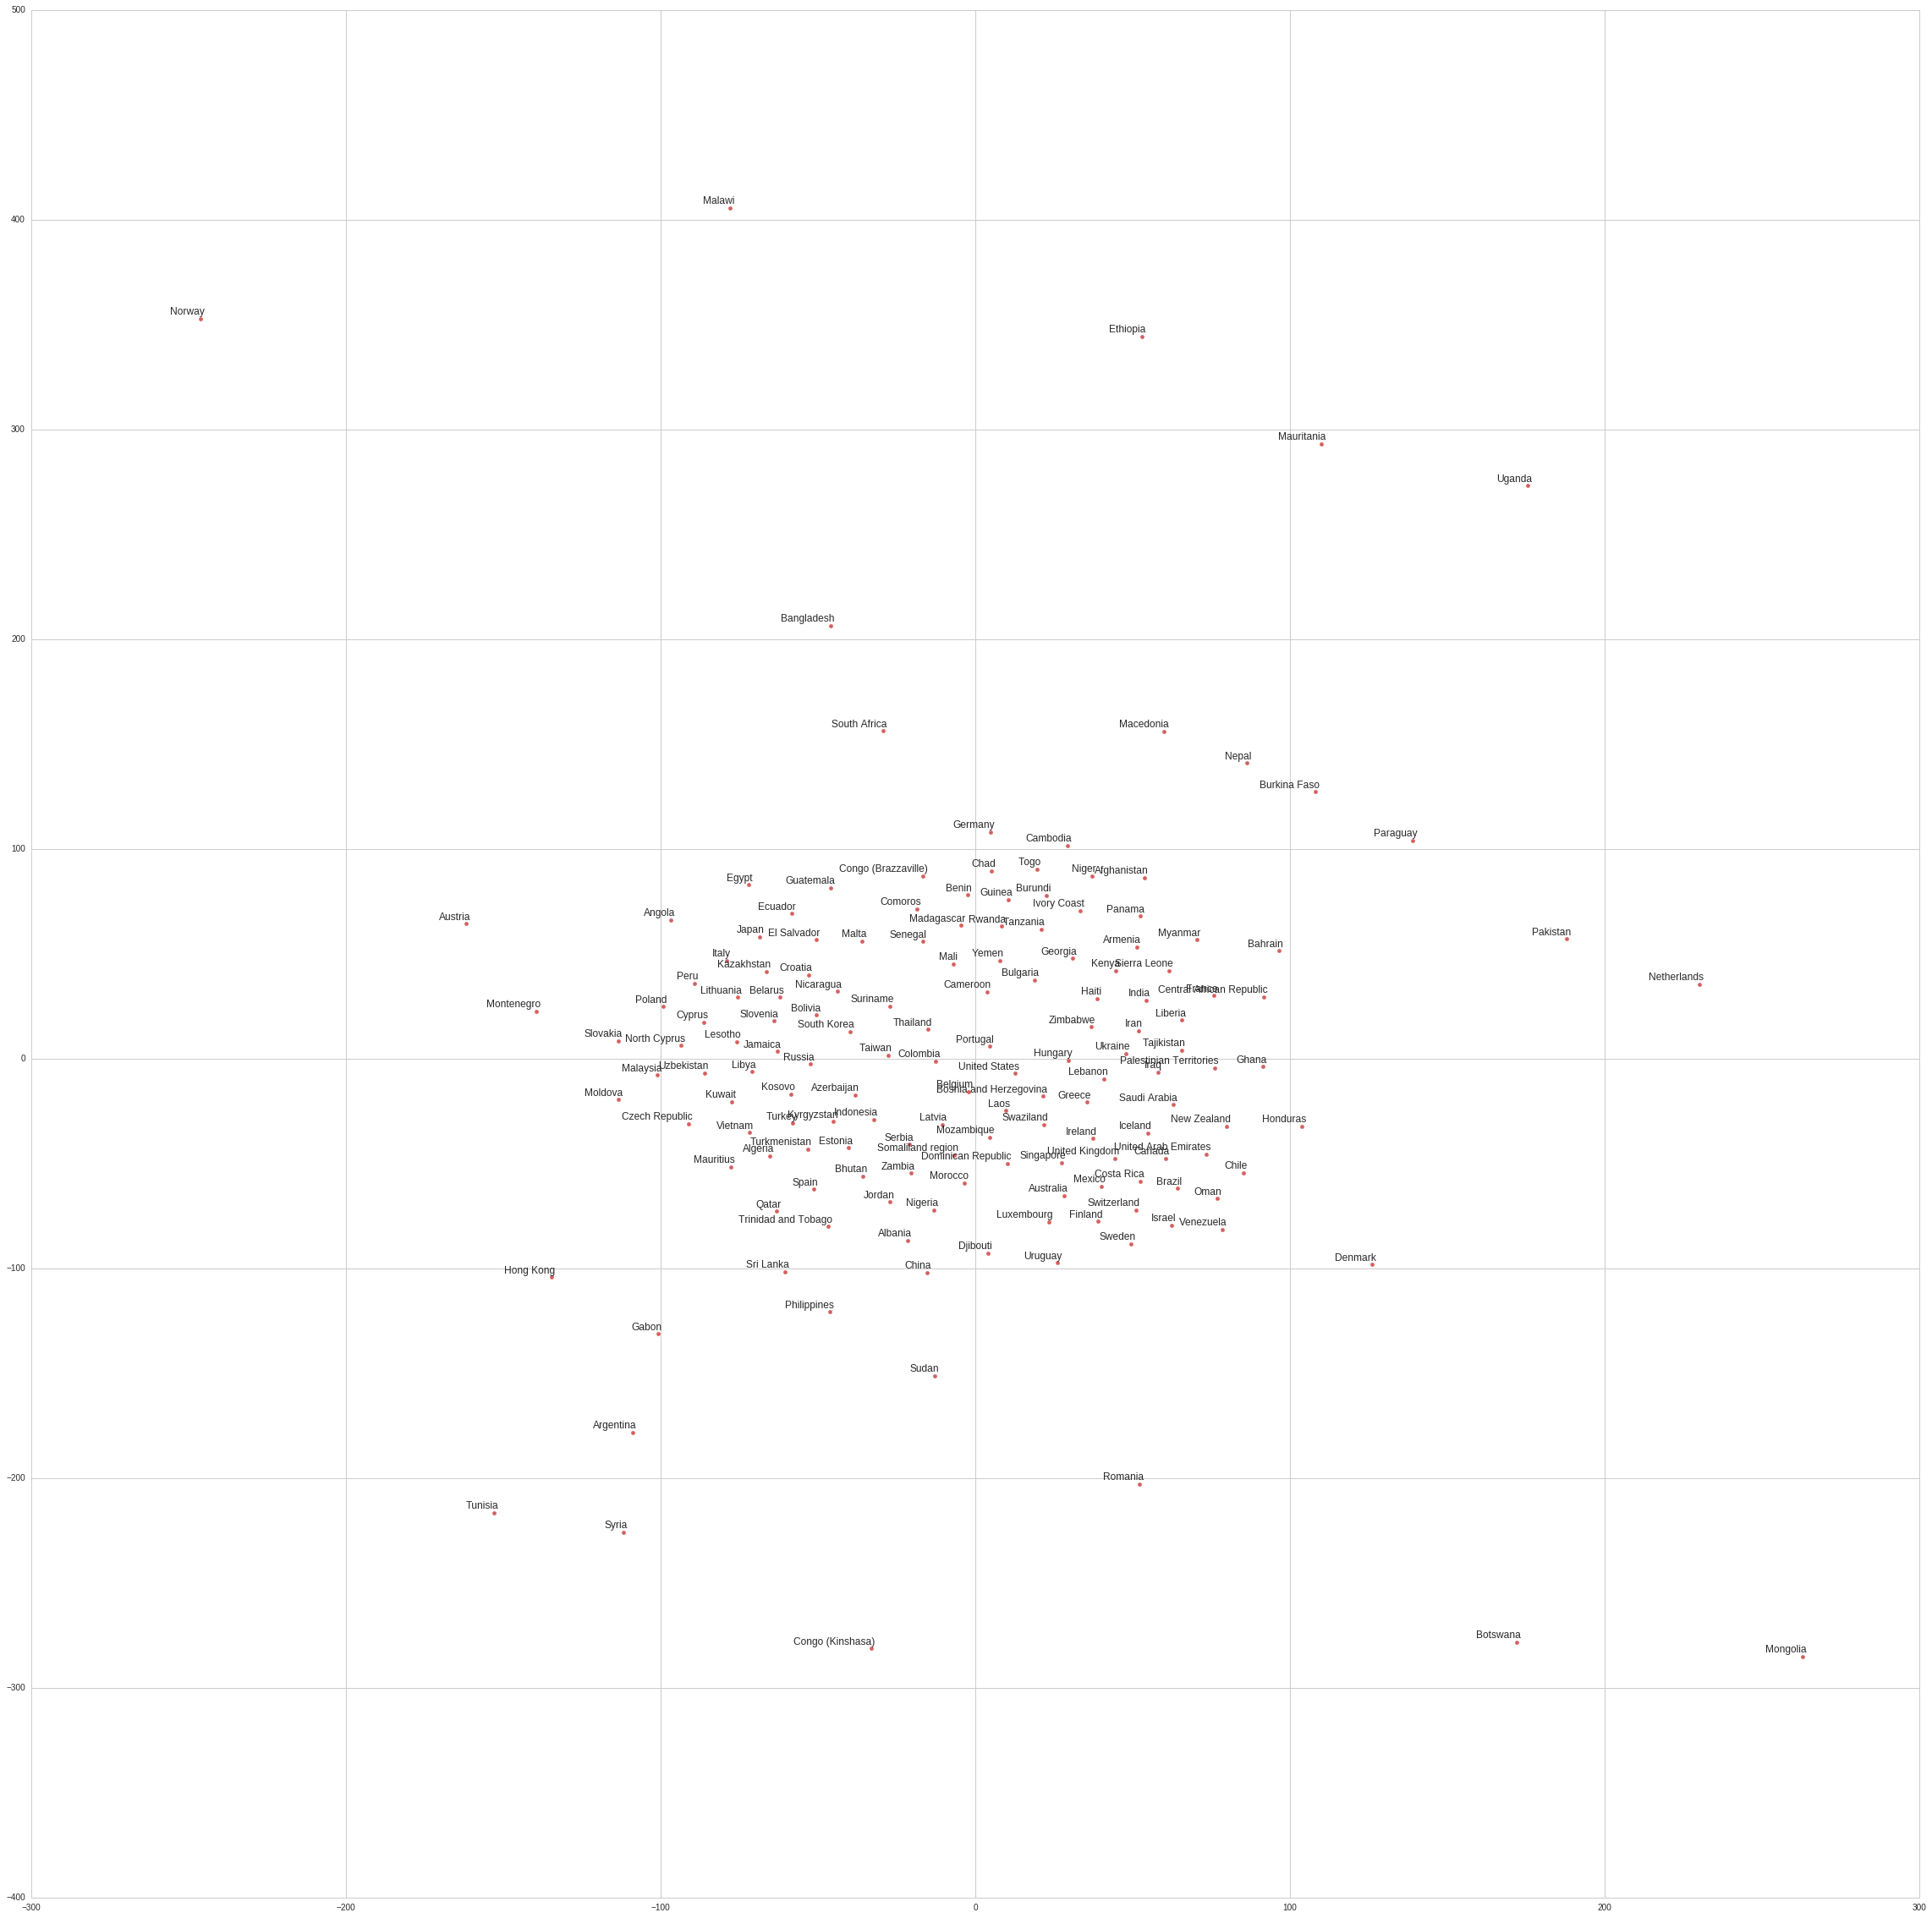 500
Malawi
400
Norway
Ethiopia
300
Mauritania
Uganda
Bangladesh
200
South Africa
Macedonia
Nepal
Burkina Faso
Germany
Paraguay
Cambodia
100
Togo
Chad
Congo (Brazzaville)
Niger
Afghanistan
Egypt
Guatemala
Benin
Burundi
Guinea
Comoros
Ivory Coast
Ecuador
Panama
Angola
Austria
Madagascar
Rwanda
Tanzania
Japan
El Salvador
Malta
Senegal
Myanmar
Pakistan
Armenia
Bahrain
Italy
Mali
Yemen
Georgia
Kazakhstan
Croatia
Kenya
Sierra Leone
Bulgaria
Peru
Netherlands
Nicaragua
Cameroon
Lithuania
Belarus
Haiti
India
Central African Republic
France
Montenegro
Poland
Suriname
Bolivia
Cyprus
Slovenia
Liberia
South Korea
Thailand
Zimbabwe
Iran
Slovakia
North Cyprus
Lesotho
Jamaica
Portugal
Taiwan
Ukraine
Tajikistan
Colombia
Hungary
0
Russia
Palestinian Territories
Ghana
Malaysia
Uzbekistan
Libya
United States
Iraq
Lebanon
Moldova
Kuwait
Kosovo
Azerbaijan
Belgium
Bosnia and Herzegovina
Greece
Saudi Arabia
Laos
Czech Republic
Vietnam
Turkey
Kyrgyzstan
Indonesia
Latvia
Swaziland
New Zealand
Honduras
Mozambique
Ireland
Iceland
Turkmenistan
Estonia
Serbia
Algeria
Somaliland region
United Kingdom
United Arab Emirates
Canada
Mauritius
Dominican Republic
Singapore
Bhutan
Zambia
Chile
Morocco
Costa Rica
Mexico
Spain
Brazil
Australia
Jordan
Oman
Qatar
Nigeria
Switzerland
Trinidad and Tobago
Luxembourg
Finland
Israel
Venezuela
Albania
Sweden
Djibouti
Uruguay
Denmark
Hong Kong
Sri Lanka
China
−100
Philippines
Gabon
Sudan
Argentina
Romania
−200
Tunisia
Syria
Congo (Kinshasa)
Botswana
Mongolia
−300
−400
−300 −200 −100 0 100 200 300